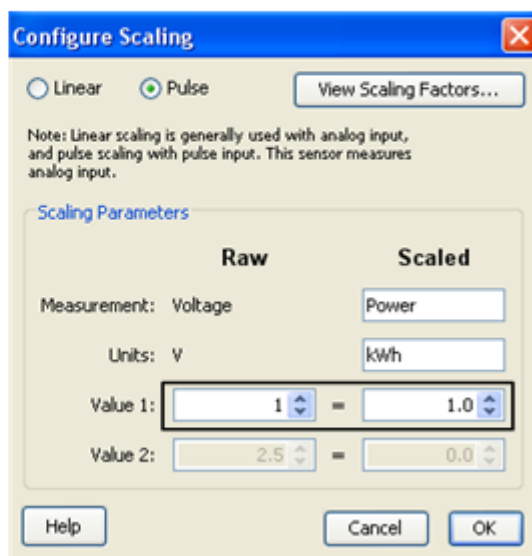 Configure Scaling
Linear Pulse View Scaling Factors...
Note: Linear scaling is generally used with analog input,
and pulse scaling with pulse input. This sensor measures
analog input.
Scaling Parameters
Raw Scaled
Measurement: Voltage Power
Units: V kWh
Value 1: 1 = 1.0
Value 2: 2.5 = 0.0
Help Cancel OK